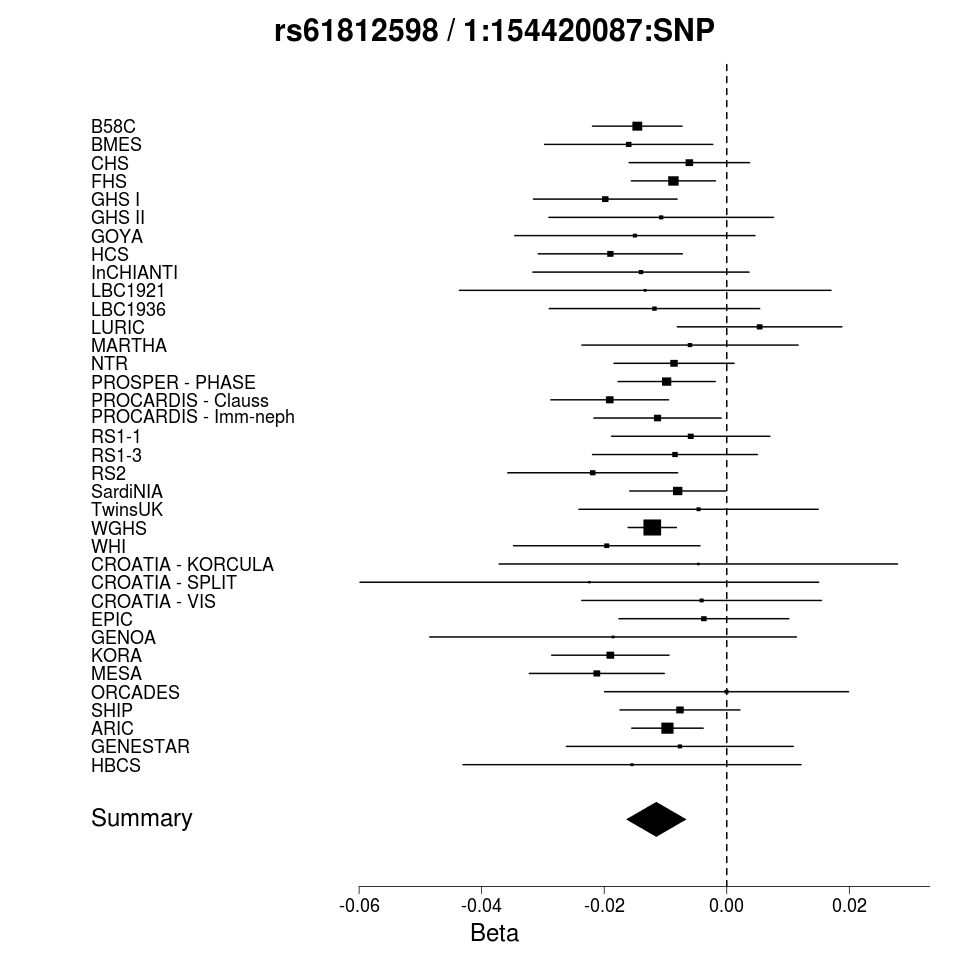 rs61812598 / 1:154420087:SNP
B58C
BMES
CHS
FHS
GHS I
GHS II
GOYA
HCS
InCHIANTI
LBC1921
LBC1936
LURIC
MARTHA
NTR
PROSPER - PHASE
PROCARDIS - Clauss
PROCARDIS - Imm-neph
RS1-1
RS1-3
RS2
SardiNIA
TwinsUK
WGHS
WHI
CROATIA - KORCULA
CROATIA - SPLIT
CROATIA - VIS
EPIC
GENOA
KORA
MESA
ORCADES
SHIP
ARIC
GENESTAR
HBCS
Summary
-0.06 -0.04 -0.02 0.00 0.02
Beta